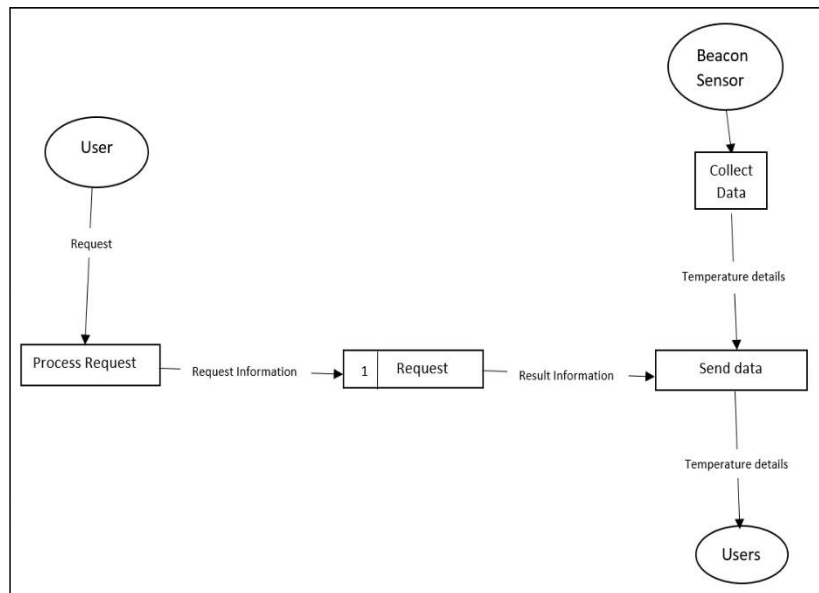 Beacon
Sensor
User
Collect
Data
Request
Temperature details
Process Request
Request Information
1
Request
Result Information
Send data
Temperature details
Users